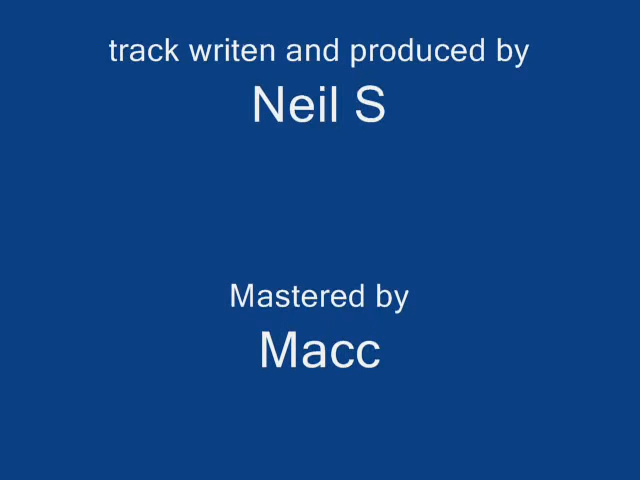 track writen and produced by
Neil S
Mastered by
Macc